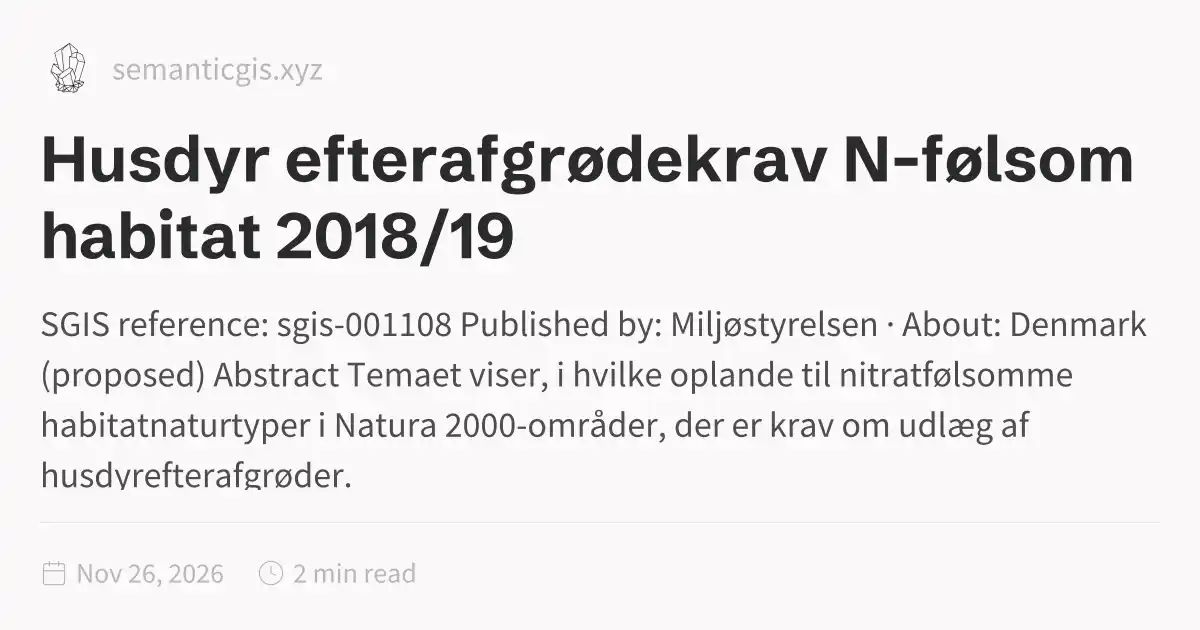 semanticgis.xyz
Husdyr efterafgrødekrav N-følsom
habitat 2018/19
SGIS reference: sgis-001108 Published by: Miljøstyrelsen · About: Denmark
(proposed) Abstract Temaet viser, i hvilke oplande til nitratfølsomme
habitatnaturtyper i Natura 2000-områder, der er krav om udlæg af
husdyrefterafgrøder.
Nov 26, 2026 2 min read